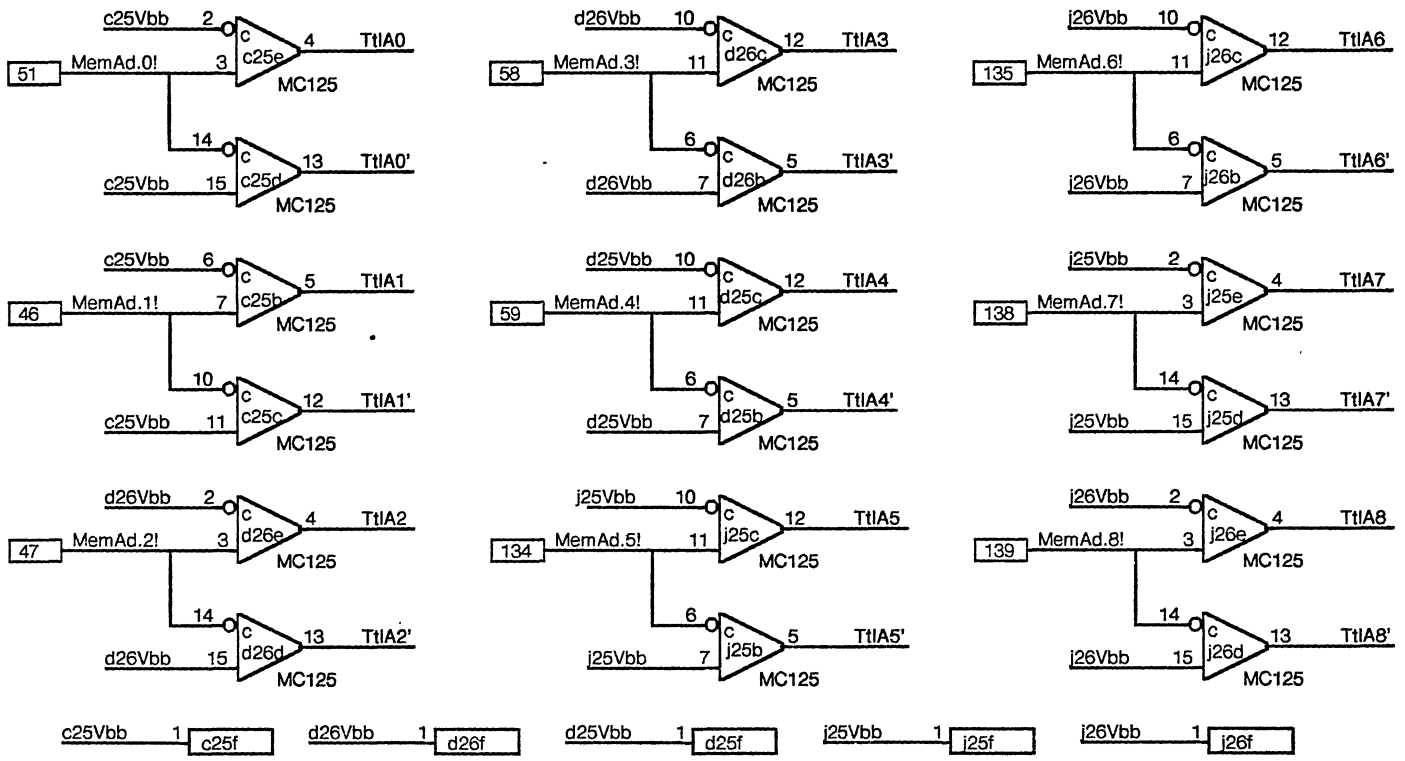 c25Vbb 2 c 4 TtlA0
51 MemAd.0! 3 c25e MC125
14 c 13 TtlA0'
c25Vbb 15 c25d MC125
d26Vbb 10 c 12 TtlA3
58 MemAd.3! 11 d26c MC125
6 c 5 TtlA3'
d26Vbb 7 d26b MC125
j26Vbb 10 c 12 TtlA6
135 MemAd.6! 11 j26c MC125
6 c 5 TtlA6'
j26Vbb 7 j26b MC125
c25Vbb 6 c 5 TtlA1
46 MemAd.1! 7 c25b MC125
10 c 12 TtlA1'
c25Vbb 11 c25c MC125
d25Vbb 10 c 12 TtlA4
59 MemAd.4! 11 d25c MC125
6 c 5 TtlA4'
d25Vbb 7 d25b MC125
j25Vbb 2 c 4 TtlA7
138 MemAd.7! 3 j25e MC125
14 c 13 TtlA7'
j25Vbb 15 j25d MC125
d26Vbb 2 c 4 TtlA2
47 MemAd.2! 3 d26e MC125
14 c 13 TtlA2'
d26Vbb 15 d26d MC125
j25Vbb 10 c 12 TtlA5
134 MemAd.5! 11 j25c MC125
6 c 5 TtlA5'
j25Vbb 7 j25b MC125
j26Vbb 2 c 4 TtlA8
139 MemAd.8! 3 j26e MC125
14 c 13 TtlA8'
j26Vbb 15 j26d MC125
c25Vbb 1 c25f
d26Vbb 1 d26f
d25Vbb 1 d25f
j25Vbb 1 j25f
j26Vbb 1 j26f